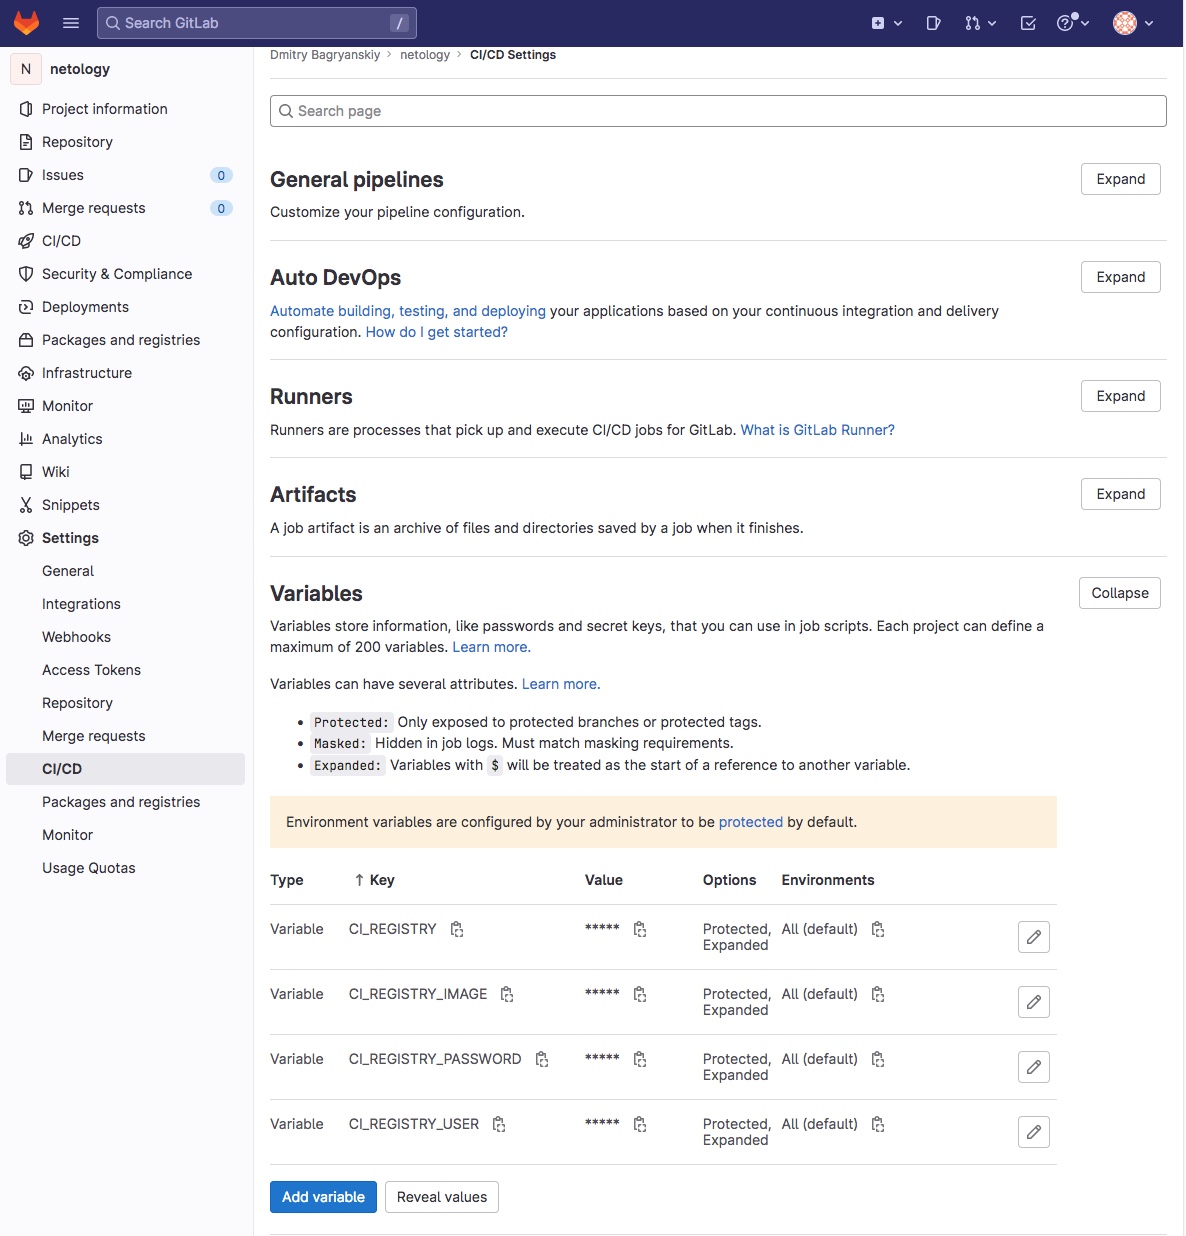 Search GitLab /
N netology
Project information
Repository
Issues 0
Merge requests 0
CI/CD
Security & Compliance
Deployments
Packages and registries
Infrastructure
Monitor
Analytics
Wiki
Snippets
Settings
General
Integrations
Webhooks
Access Tokens
Repository
Merge requests
CI/CD
Packages and registries
Monitor
Usage Quotas
Dmitry Bagryanskiy > netology > CI/CD Settings
Search page
General pipelines Expand
Customize your pipeline configuration.
Auto DevOps Expand
Automate building, testing, and deploying your applications based on your continuous integration and delivery
configuration. How do I get started?
Runners Expand
Runners are processes that pick up and execute CI/CD jobs for GitLab. What is GitLab Runner?
Artifacts Expand
A job artifact is an archive of files and directories saved by a job when it finishes.
Variables Collapse
Variables store information, like passwords and secret keys, that you can use in job scripts. Each project can define a
maximum of 200 variables. Learn more.
Variables can have several attributes. Learn more.
• Protected: Only exposed to protected branches or protected tags.
• Masked: Hidden in job logs. Must match masking requirements.
• Expanded: Variables with $ will be treated as the start of a reference to another variable.
Environment variables are configured by your administrator to be protected by default.
Type ↑ Key Value Options Environments
Variable CI_REGISTRY ***** Protected, All (default)
Expanded
Variable CI_REGISTRY_IMAGE ***** Protected, All (default)
Expanded
Variable CI_REGISTRY_PASSWORD ***** Protected, All (default)
Expanded
Variable CI_REGISTRY_USER ***** Protected, All (default)
Expanded
Add variable Reveal values